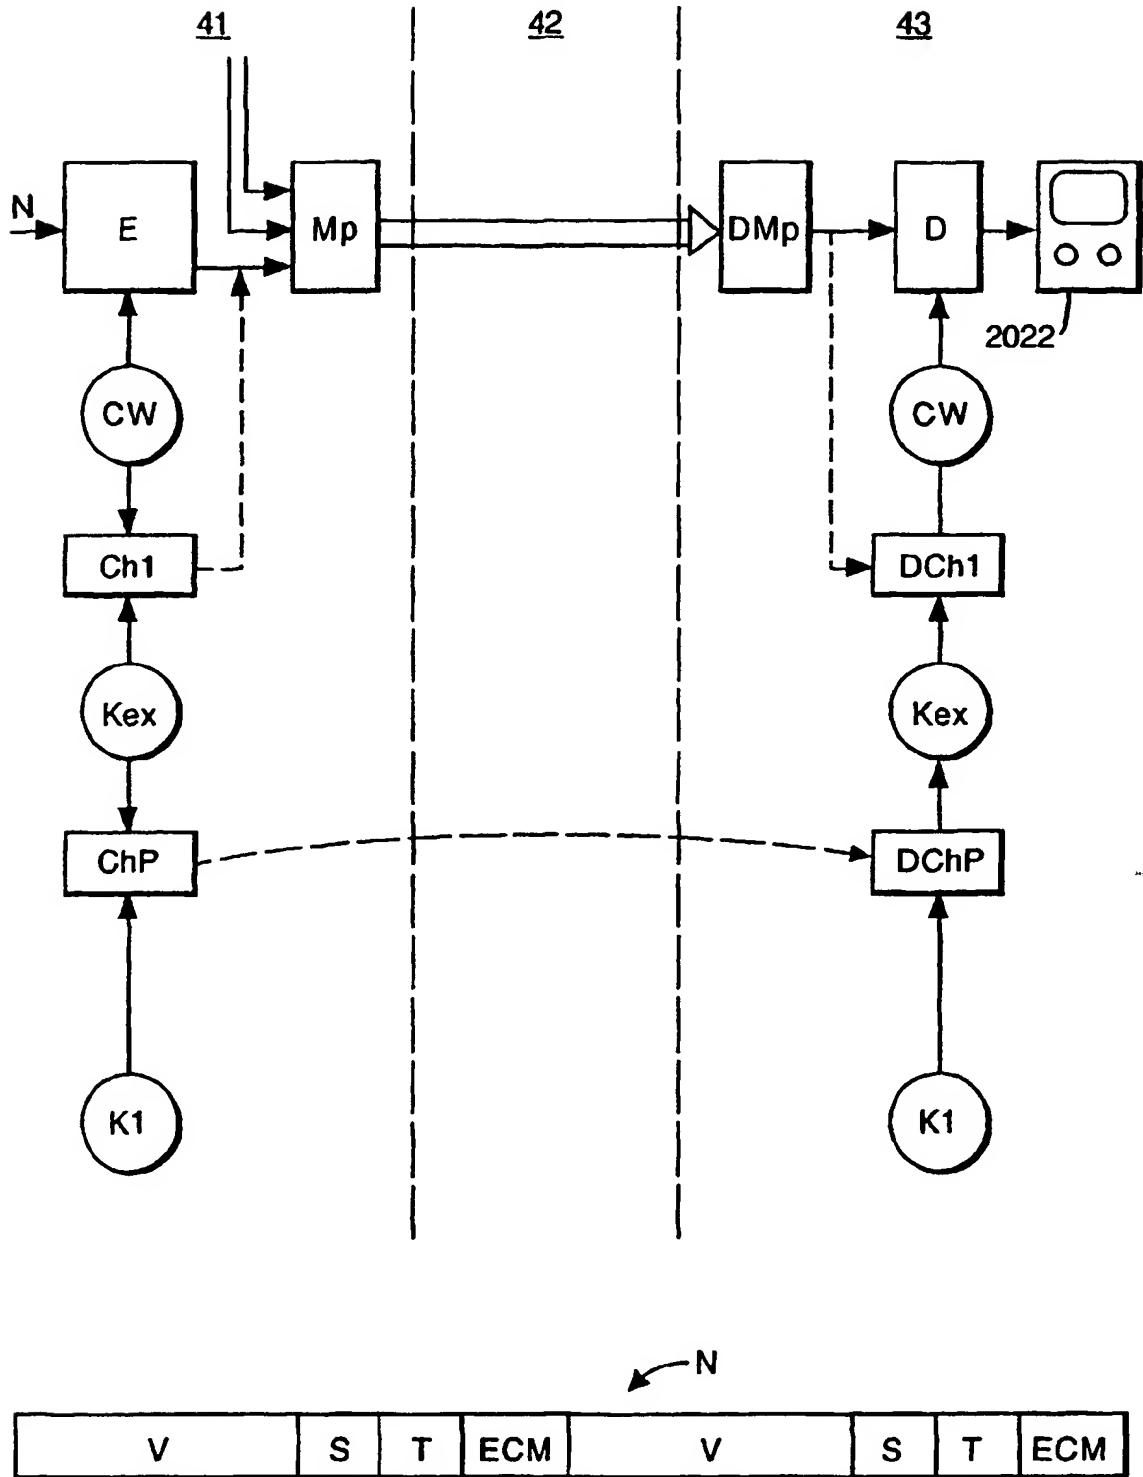 41 42 43
N E Mp DMp D
2022
CW CW
Ch1 DCh1
Kex Kex
ChP DChP
K1 K1
N
V S T ECM V S T ECM